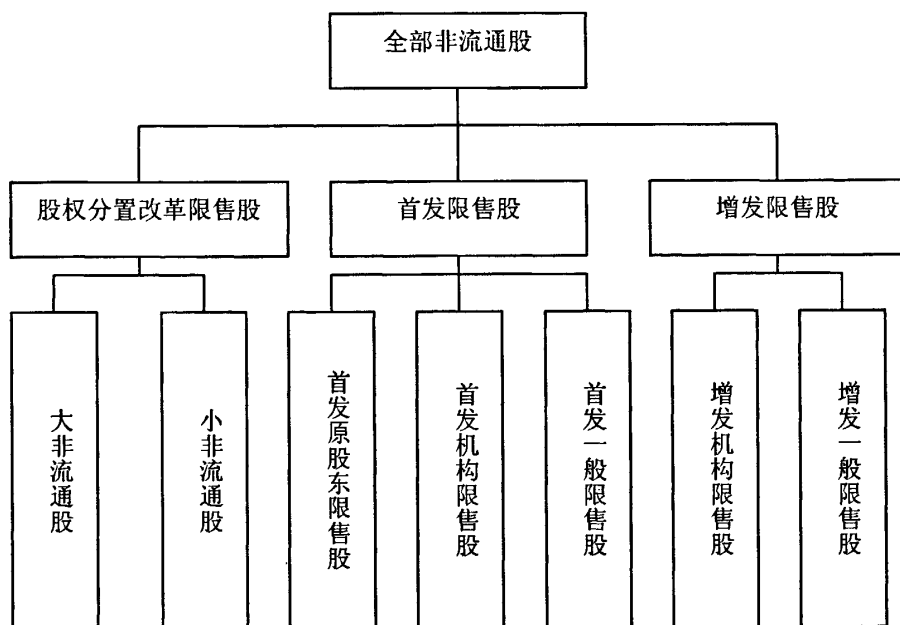 全部非流通股
股权分置改革限售股
首发限售股
增发限售股
大非流通股
小非流通股
首发原股东限售股
首发机构限售股
首发一般限售股
增发机构限售股
增发一般限售股